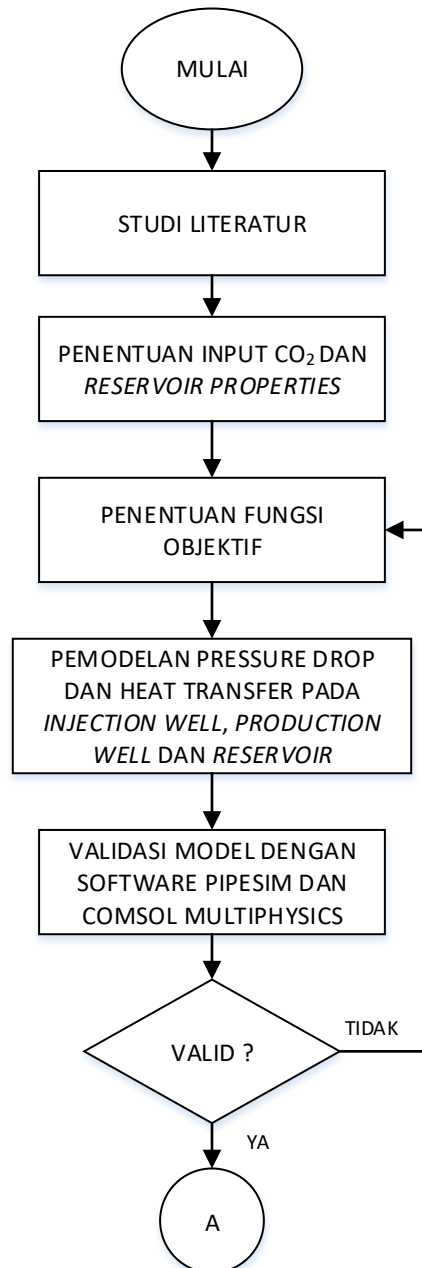 MULAI
STUDI LITERATUR
PENENTUAN INPUT CO₂ DAN
RESERVOIR PROPERTIES
PENENTUAN FUNGSI
OBJEKTIF
PEMODELAN PRESSURE DROP
DAN HEAT TRANSFER PADA
INJECTION WELL, PRODUCTION
WELL DAN RESERVOIR
VALIDASI MODEL DENGAN
SOFTWARE PIPESIM DAN
COMSOL MULTIPHYSICS
VALID ?
TIDAK
YA
A